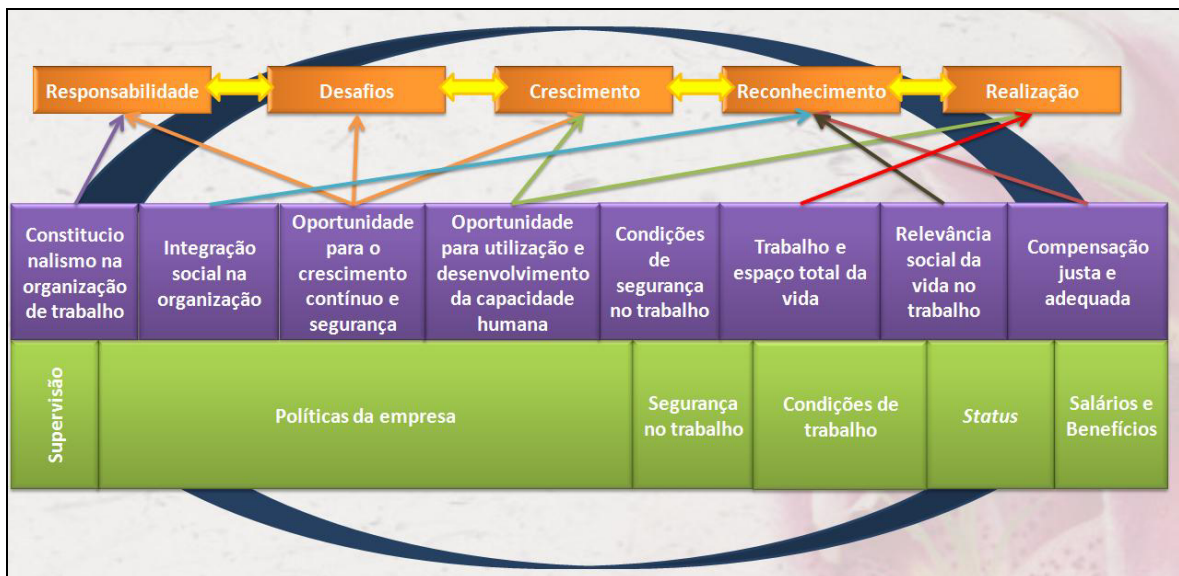 Responsabilidade
Desafios
Crescimento
Reconhecimento
Realização
Constitucio
nalismo na
organização
de trabalho
Integração
social na
organização
Oportunidade
para o
crescimento
contínuo e
segurança
Oportunidade
para utilização e
desenvolvimento
da capacidade
humana
Condições
de
segurança
no trabalho
Trabalho e
espaço total da
vida
Relevância
social da
vida no
trabalho
Compensação
justa e
adequada
Supervisão
Políticas da empresa
Segurança
no trabalho
Condições de
trabalho
Status
Salários e
Benefícios